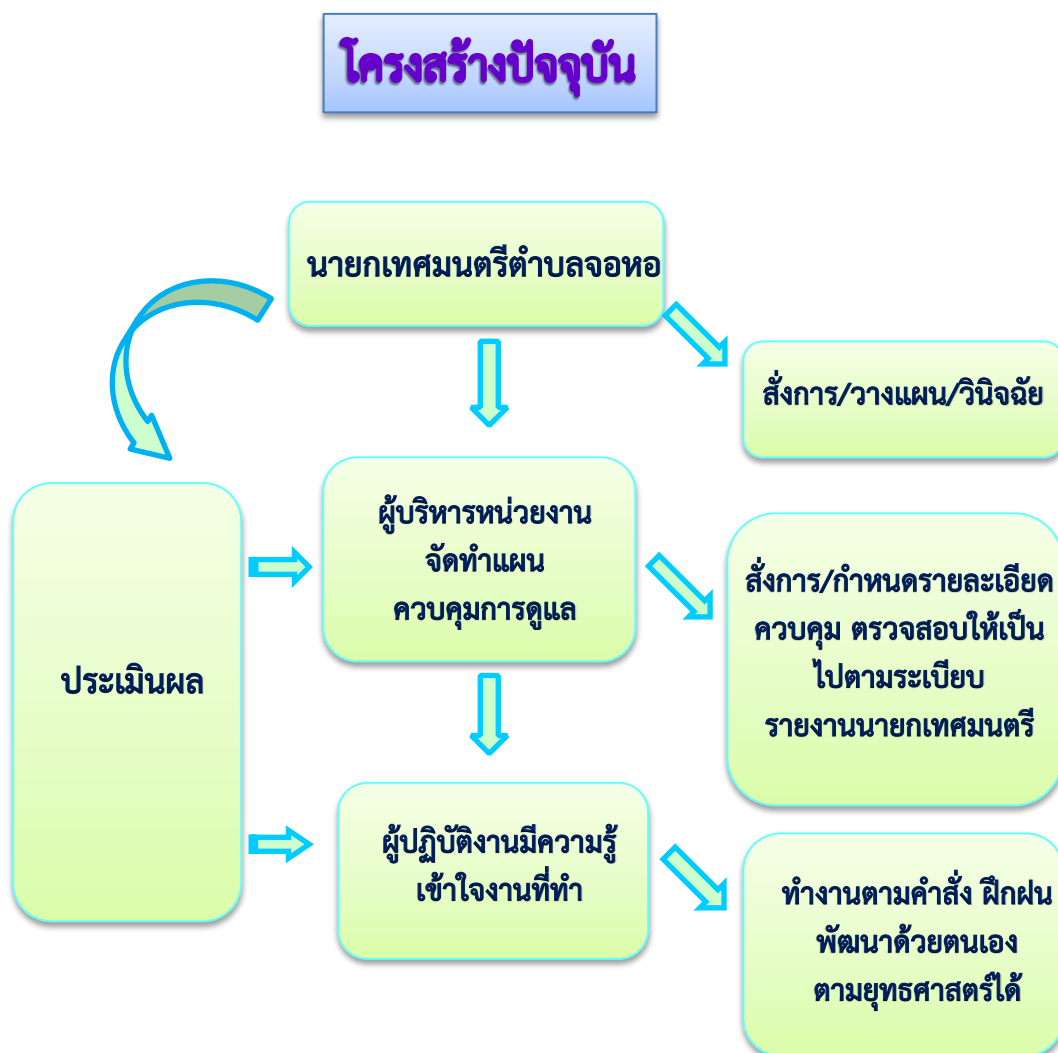 โครงสร้างปัจจุบัน
นายกเทศมนตรีตำบลจอหอ
สั่งการ/วางแผน/วินิจฉัย
ผู้บริหารหน่วยงาน
จัดทำแผน
ควบคุมการดูแล
สั่งการ/กำหนดรายละเอียด
ควบคุม ตรวจสอบให้เป็น
ไปตามระเบียบ
รายงานนายกเทศมนตรี
ประเมินผล
ผู้ปฏิบัติงานมีความรู้
เข้าใจงานที่ทำ
ทำงานตามคำสั่ง ฝึกฝน
พัฒนาด้วยตนเอง
ตามยุทธศาสตร์ได้